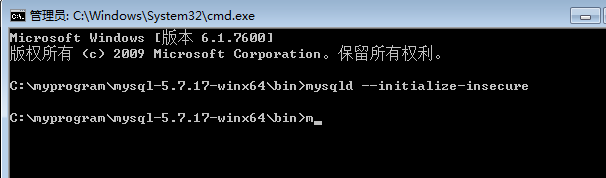 管理员: C:\Windows\System32\cmd.exe
Microsoft Windows [版本 6.1.7600]
版权所有 (c) 2009 Microsoft Corporation。保留所有权利。
C:\myprogram\mysql-5.7.17-winx64\bin>mysqld --initialize-insecure
C:\myprogram\mysql-5.7.17-winx64\bin>m_